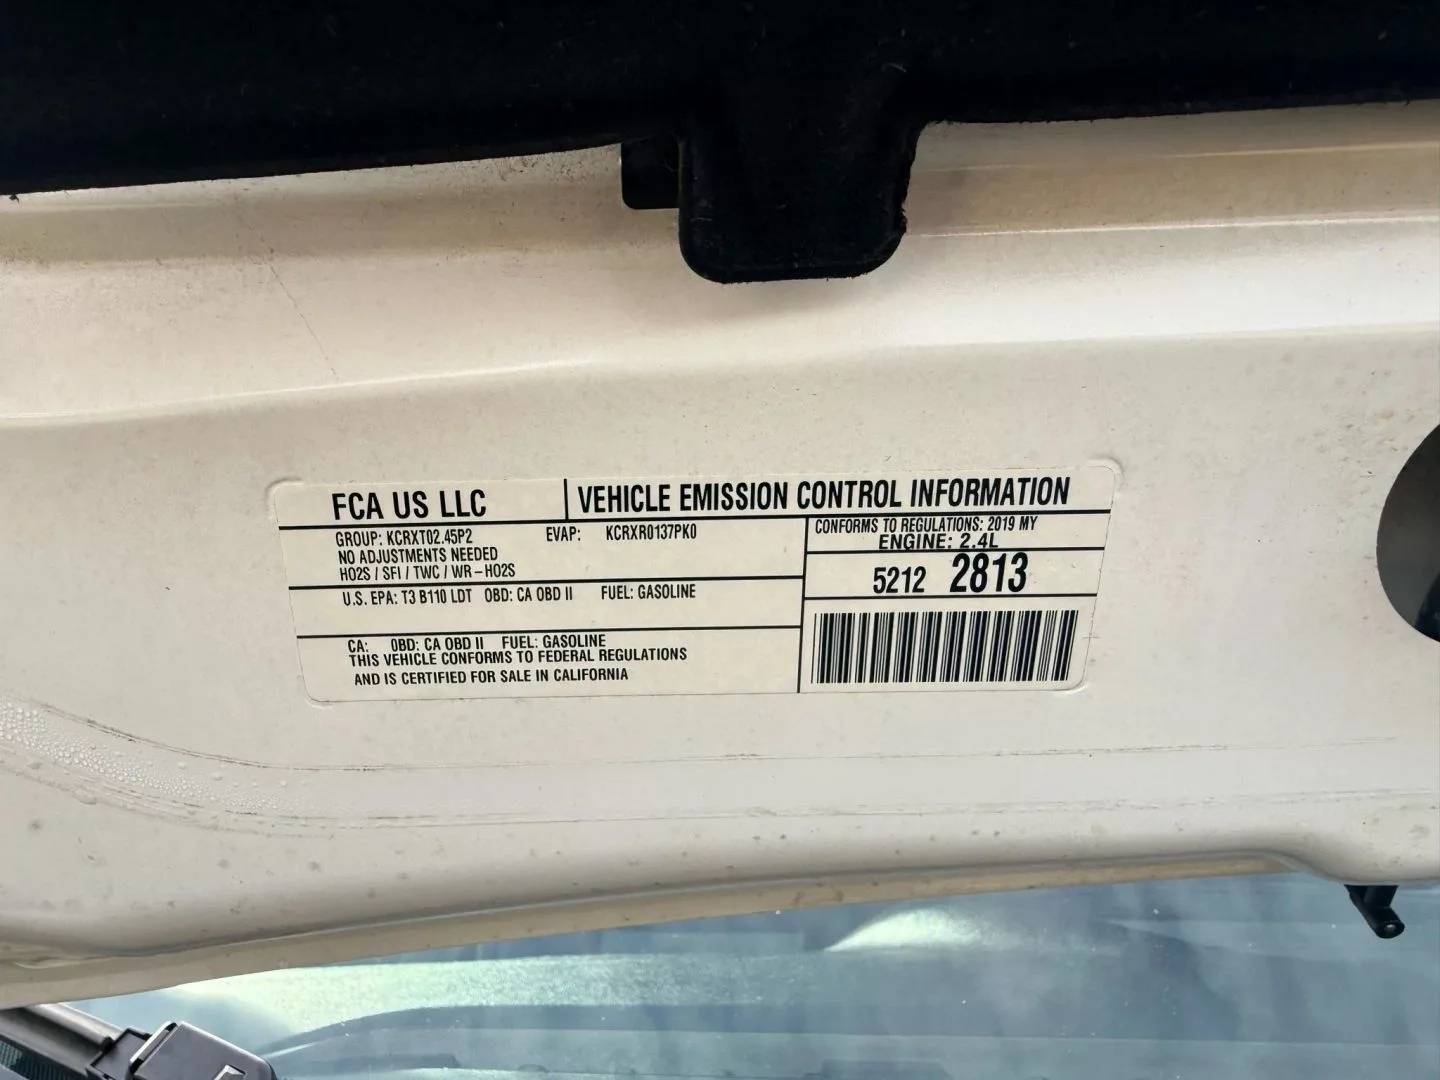 FCA US LLC
VEHICLE EMISSION CONTROL INFORMATION
GROUP: KCRXT02.45P2 EVAP: KCRXR0137PK0
NO ADJUSTMENTS NEEDED
HO2S / SFI / TWC / WR-HO2S
U.S. EPA: T3 B110 LDT OBD: CA OBD II FUEL: GASOLINE
CA: OBD: CA OBD II FUEL: GASOLINE
THIS VEHICLE CONFORMS TO FEDERAL REGULATIONS
AND IS CERTIFIED FOR SALE IN CALIFORNIA
CONFORMS TO REGULATIONS: 2019 MY
ENGINE: 2.4L
5212 2813